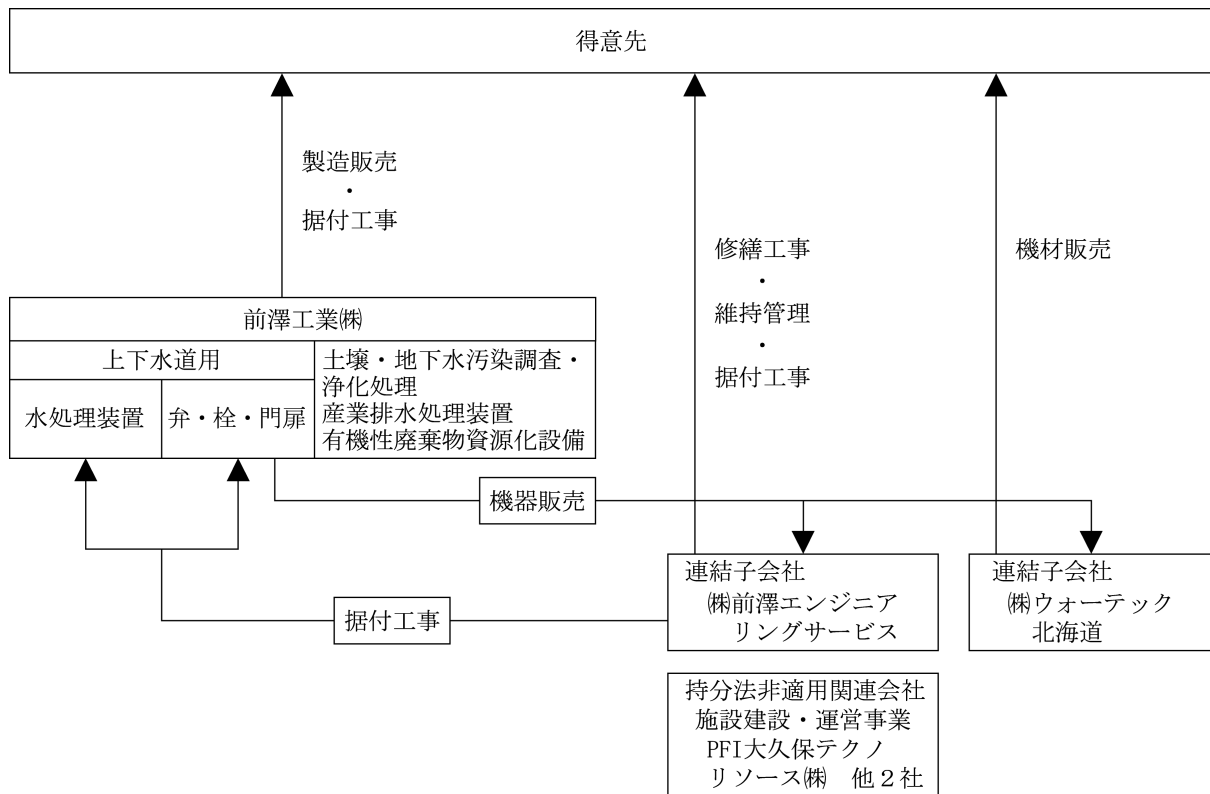 得意先
製造販売
・
据付工事
修繕工事
・
維持管理
・
据付工事
機材販売
前澤工業㈱
上下水道用
水処理装置
弁・栓・門扉
土壌・地下水汚染調査・
浄化処理
産業排水処理装置
有機性廃棄物資源化設備
機器販売
据付工事
連結子会社
㈱前澤エンジニア
リングサービス
連結子会社
㈱ウォーテック
北海道
持分法非適用関連会社
施設建設・運営事業
PFI大久保テクノ
リソース㈱　他２社